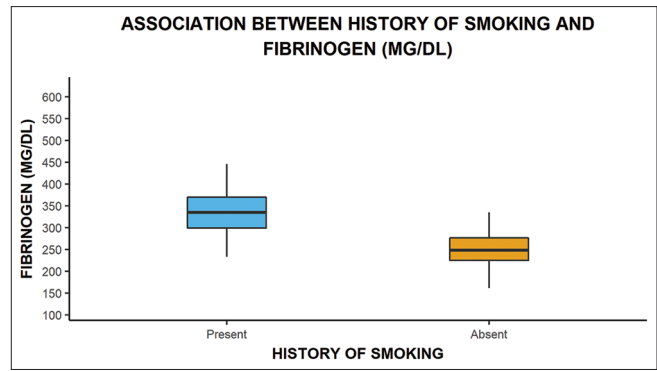 ASSOCIATION BETWEEN HISTORY OF SMOKING AND
FIBRINOGEN (MG/DL)
FIBRINOGEN (MG/DL)
600
550
500
450
400
350
300
250
200
150
100
Present
Absent
HISTORY OF SMOKING